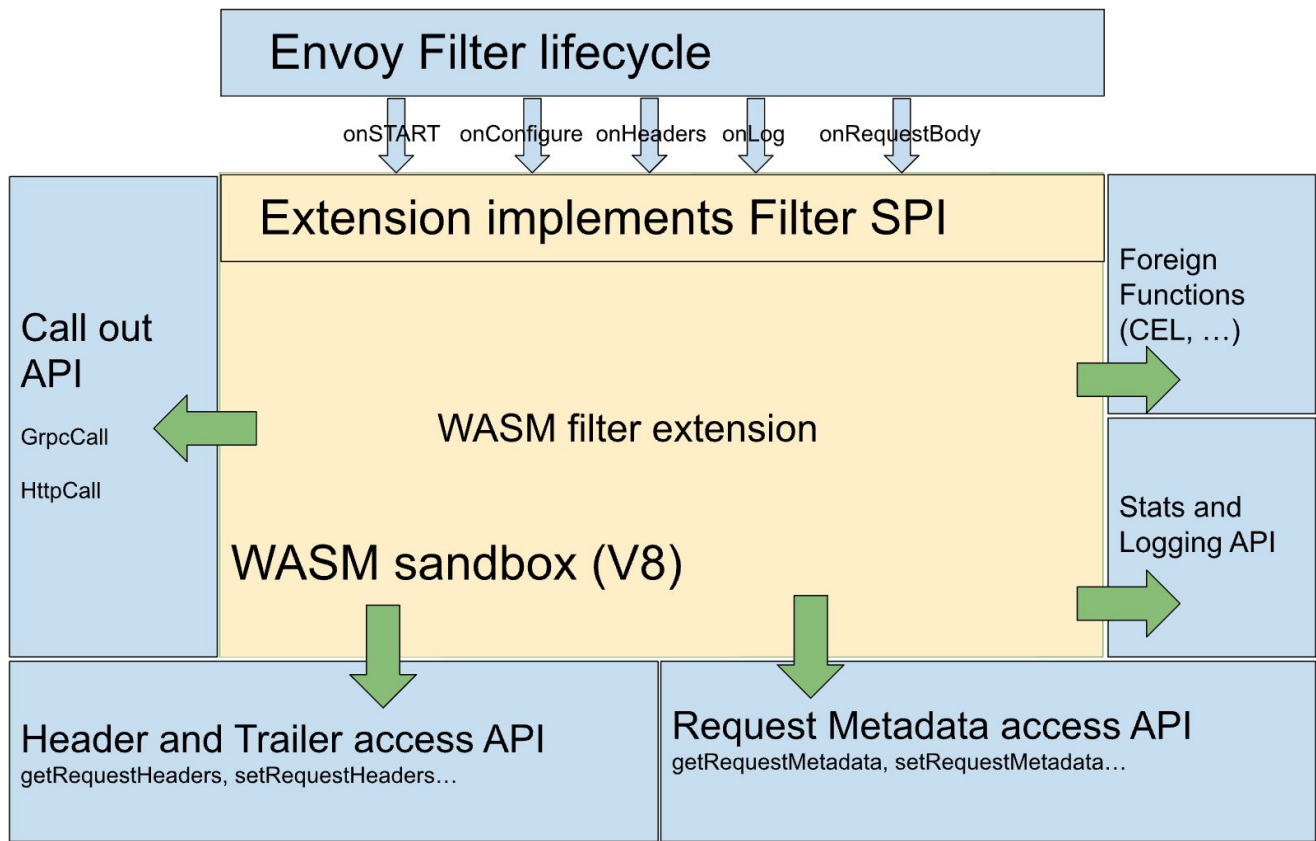 Envoy Filter lifecycle
onSTART onConfigure onHeaders onLog onRequestBody
Extension implements Filter SPI
Call out
API
GrpcCall
HttpCall
WASM filter extension
WASM sandbox (V8)
Foreign
Functions
(CEL, …)
Stats and
Logging API
Header and Trailer access API
getRequestHeaders, setRequestHeaders…
Request Metadata access API
getRequestMetadata, setRequestMetadata…